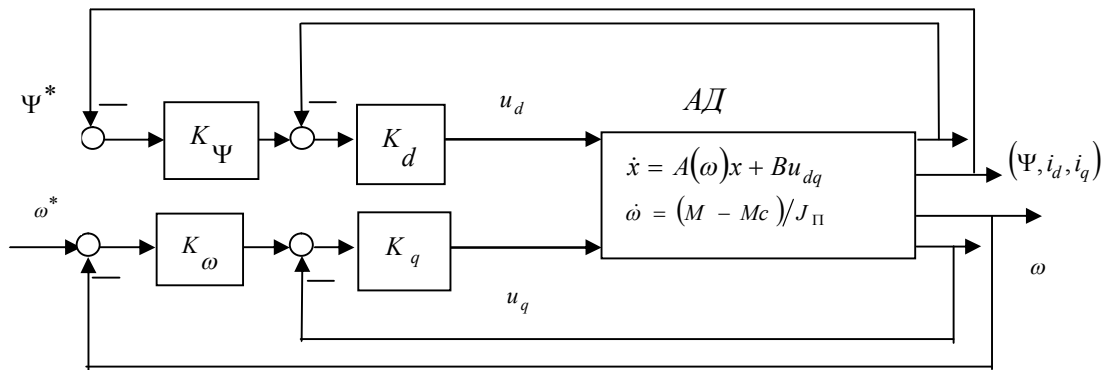 Ψ*
K_Ψ
K_d
u_d
АД
ẋ = A(ω)x + Bu_dq
ω̇ = (M − Mc)/J_П
(Ψ, i_d, i_q)
ω*
K_ω
K_q
u_q
ω